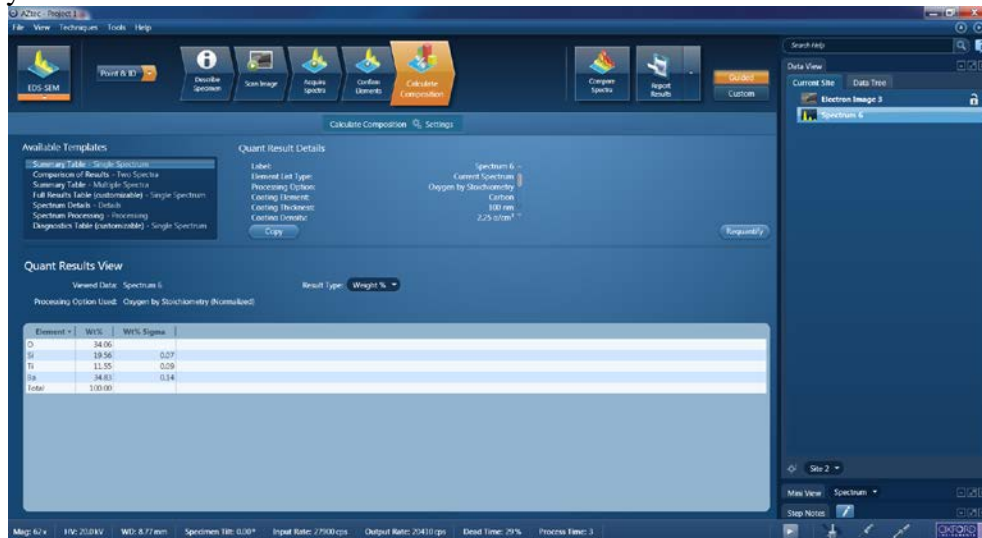 AZtec - Project 1
File View Techniques Tools Help
EDS-SEM
Point & ID
Describe Specimen
Scan Image
Acquire Spectra
Confirm Elements
Calculate Composition
Compare Spectra
Report Results
Guided
Custom
Calculate Composition Settings
Available Templates
Summary Table - Single Spectrum
Comparison of Results - Two Spectra
Summary Table - Multiple Spectra
Full Results Table (customizable) - Single Spectrum
Spectrum Details - Details
Spectrum Processing - Processing
Diagnostics Table (customizable) - Single Spectrum
Quant Result Details
Label: Spectrum 6
Element List Type: Current Spectrum
Processing Option: Oxygen by Stoichiometry
Coating Element: Carbon
Coating Thickness: 100 nm
Coating Density: 2.25 g/cm³
Copy
Requantify
Quant Results View
Viewed Data: Spectrum 6
Result Type: Weight %
Processing Option Used: Oxygen by Stoichiometry (Normalized)
Element Wt% Wt% Sigma
O 34.06
Si 19.56 0.07
Ti 11.55 0.09
Ba 34.83 0.14
Total 100.00
Search Help
Data View
Current Site Data Tree
Electron Image 3
Spectrum 6
Site 2
Mini View Spectrum
Step Notes
Mag: 62 x HV: 20.0 kV WD: 8.77 mm Specimen Tilt: 0.00° Input Rate: 27900 cps Output Rate: 20410 cps Dead Time: 29 % Process Time: 3
OXFORD INSTRUMENTS